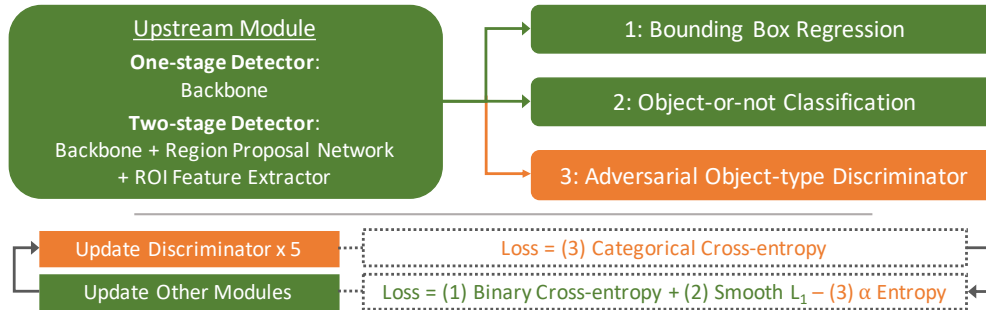 Upstream Module
One-stage Detector:
Backbone
Two-stage Detector:
Backbone + Region Proposal Network
+ ROI Feature Extractor
1: Bounding Box Regression
2: Object-or-not Classification
3: Adversarial Object-type Discriminator
Update Discriminator x 5
Loss = (3) Categorical Cross-entropy
Update Other Modules
Loss = (1) Binary Cross-entropy + (2) Smooth L₁ – (3) α Entropy